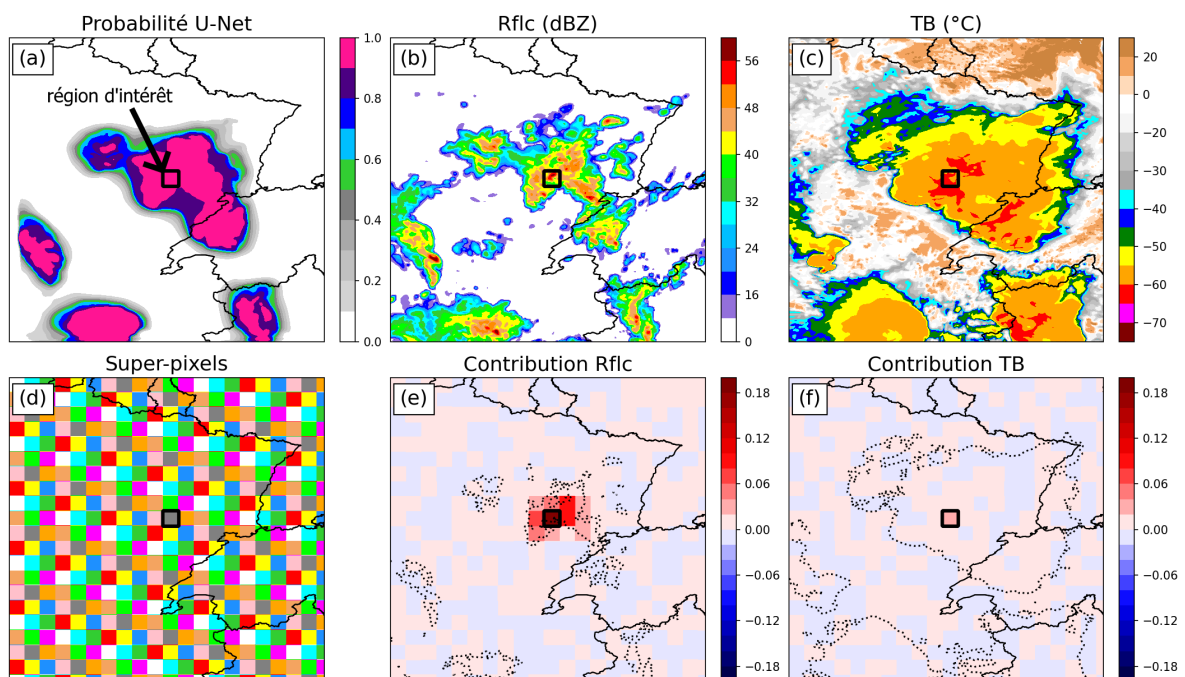 Probabilité U-Net
(a)
région d'intérêt
1.0
0.8
0.6
0.4
0.2
0.0
Rflc (dBZ)
(b)
56
48
40
32
24
16
8
0
TB (°C)
(c)
20
0
−20
−30
−40
−50
−60
−70
Super-pixels
(d)
Contribution Rflc
(e)
0.18
0.12
0.06
0.00
−0.06
−0.12
−0.18
Contribution TB
(f)
0.18
0.12
0.06
0.00
−0.06
−0.12
−0.18